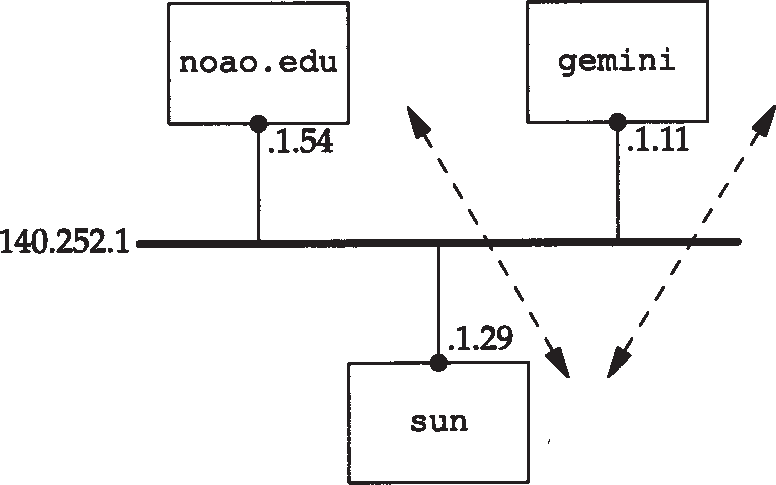 noao.edu
gemini
.1.54
.1.11
140.252.1
.1.29
sun